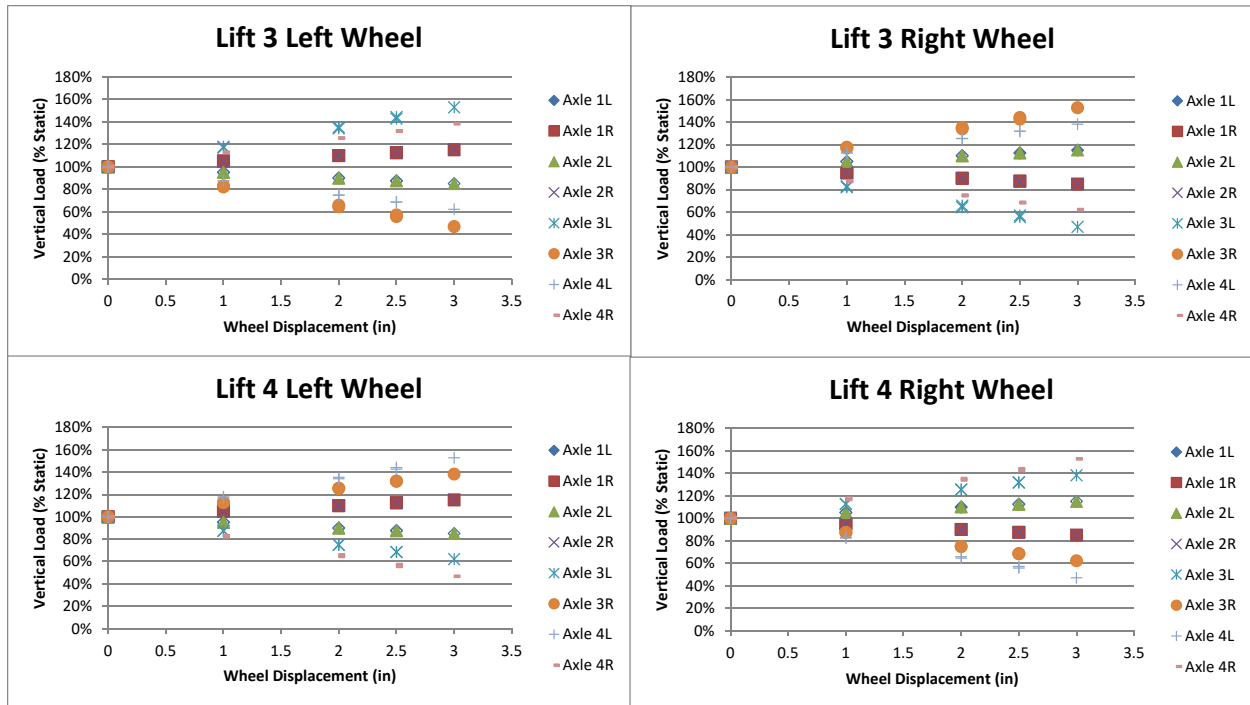 Lift 3 Left Wheel
Vertical Load (% Static)
180%
160%
140%
120%
100%
80%
60%
40%
20%
0%
0 0.5 1 1.5 2 2.5 3 3.5
Wheel Displacement (in)
Axle 1L
Axle 1R
Axle 2L
Axle 2R
Axle 3L
Axle 3R
Axle 4L
Axle 4R
Lift 3 Right Wheel
Vertical Load (% Static)
180%
160%
140%
120%
100%
80%
60%
40%
20%
0%
0 0.5 1 1.5 2 2.5 3 3.5
Wheel Displacement (in)
Axle 1L
Axle 1R
Axle 2L
Axle 2R
Axle 3L
Axle 3R
Axle 4L
Axle 4R
Lift 4 Left Wheel
Vertical Load (% Static)
180%
160%
140%
120%
100%
80%
60%
40%
20%
0%
0 0.5 1 1.5 2 2.5 3 3.5
Wheel Displacement (in)
Axle 1L
Axle 1R
Axle 2L
Axle 2R
Axle 3L
Axle 3R
Axle 4L
Axle 4R
Lift 4 Right Wheel
Vertical Load (% Static)
180%
160%
140%
120%
100%
80%
60%
40%
20%
0%
0 0.5 1 1.5 2 2.5 3 3.5
Wheel Displacement (in)
Axle 1L
Axle 1R
Axle 2L
Axle 2R
Axle 3L
Axle 3R
Axle 4L
Axle 4R